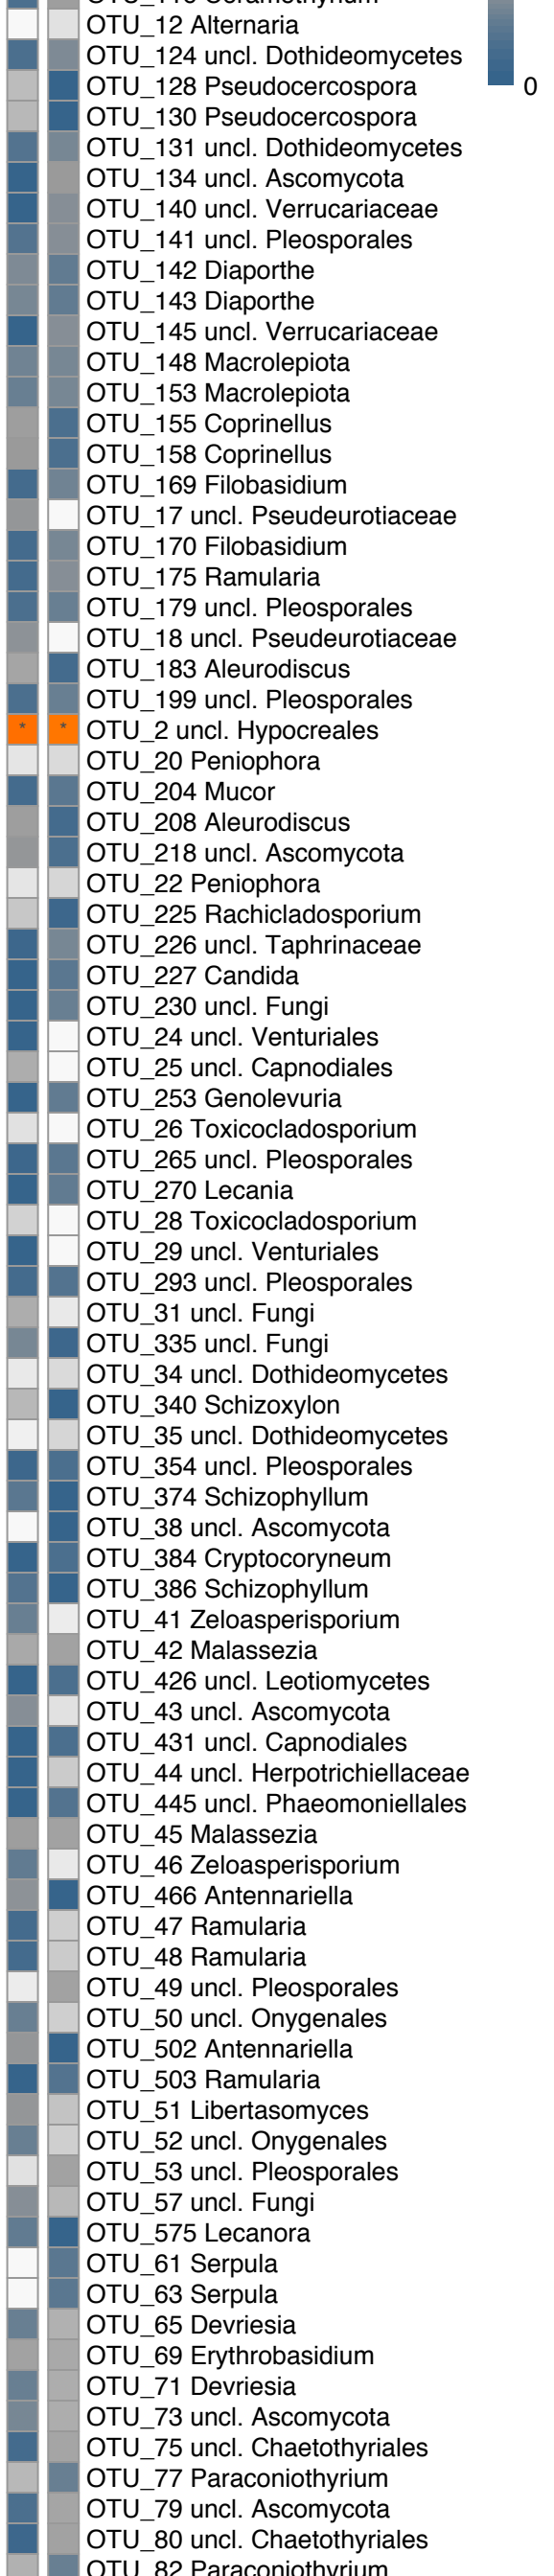 OTU_12 Alternaria
OTU_124 uncl. Dothideomycetes
OTU_128 Pseudocercospora
0
OTU_130 Pseudocercospora
OTU_131 uncl. Dothideomycetes
OTU_134 uncl. Ascomycota
OTU_140 uncl. Verrucariaceae
OTU_141 uncl. Pleosporales
OTU_142 Diaporthe
OTU_143 Diaporthe
OTU_145 uncl. Verrucariaceae
OTU_148 Macrolepiota
OTU_153 Macrolepiota
OTU_155 Coprinellus
OTU_158 Coprinellus
OTU_169 Filobasidium
OTU_17 uncl. Pseudeurotiaceae
OTU_170 Filobasidium
OTU_175 Ramularia
OTU_179 uncl. Pleosporales
OTU_18 uncl. Pseudeurotiaceae
OTU_183 Aleurodiscus
OTU_199 uncl. Pleosporales
* * OTU_2 uncl. Hypocreales
OTU_20 Peniophora
OTU_204 Mucor
OTU_208 Aleurodiscus
OTU_218 uncl. Ascomycota
OTU_22 Peniophora
OTU_225 Rachicladosporium
OTU_226 uncl. Taphrinaceae
OTU_227 Candida
OTU_230 uncl. Fungi
OTU_24 uncl. Venturiales
OTU_25 uncl. Capnodiales
OTU_253 Genolevuria
OTU_26 Toxicocladosporium
OTU_265 uncl. Pleosporales
OTU_270 Lecania
OTU_28 Toxicocladosporium
OTU_29 uncl. Venturiales
OTU_293 uncl. Pleosporales
OTU_31 uncl. Fungi
OTU_335 uncl. Fungi
OTU_34 uncl. Dothideomycetes
OTU_340 Schizoxylon
OTU_35 uncl. Dothideomycetes
OTU_354 uncl. Pleosporales
OTU_374 Schizophyllum
OTU_38 uncl. Ascomycota
OTU_384 Cryptocoryneum
OTU_386 Schizophyllum
OTU_41 Zeloasperisporium
OTU_42 Malassezia
OTU_426 uncl. Leotiomycetes
OTU_43 uncl. Ascomycota
OTU_431 uncl. Capnodiales
OTU_44 uncl. Herpotrichiellaceae
OTU_445 uncl. Phaeomoniellales
OTU_45 Malassezia
OTU_46 Zeloasperisporium
OTU_466 Antennariella
OTU_47 Ramularia
OTU_48 Ramularia
OTU_49 uncl. Pleosporales
OTU_50 uncl. Onygenales
OTU_502 Antennariella
OTU_503 Ramularia
OTU_51 Libertasomyces
OTU_52 uncl. Onygenales
OTU_53 uncl. Pleosporales
OTU_57 uncl. Fungi
OTU_575 Lecanora
OTU_61 Serpula
OTU_63 Serpula
OTU_65 Devriesia
OTU_69 Erythrobasidium
OTU_71 Devriesia
OTU_73 uncl. Ascomycota
OTU_75 uncl. Chaetothyriales
OTU_77 Paraconiothyrium
OTU_79 uncl. Ascomycota
OTU_80 uncl. Chaetothyriales
OTU_82 Paraconiothyrium